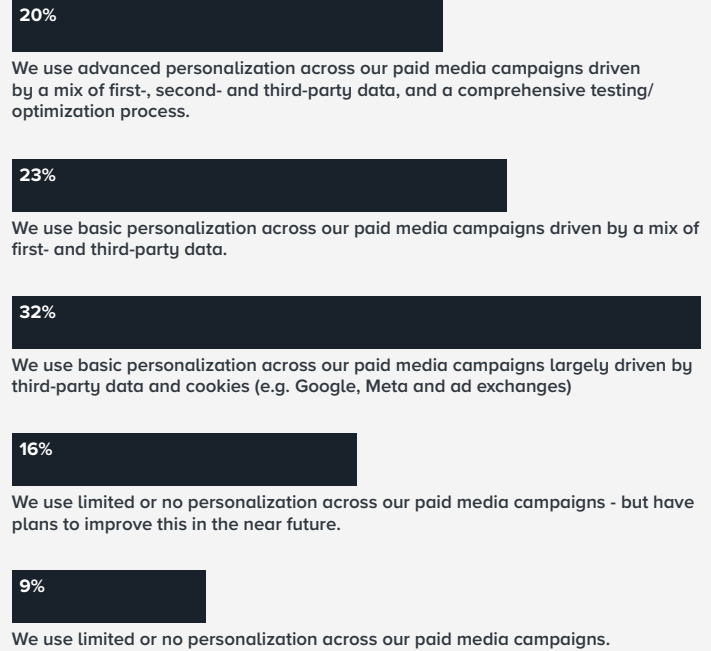 20%
We use advanced personalization across our paid media campaigns driven
by a mix of first-, second- and third-party data, and a comprehensive testing/
optimization process.
23%
We use basic personalization across our paid media campaigns driven by a mix of
first- and third-party data.
32%
We use basic personalization across our paid media campaigns largely driven by
third-party data and cookies (e.g. Google, Meta and ad exchanges)
16%
We use limited or no personalization across our paid media campaigns - but have
plans to improve this in the near future.
9%
We use limited or no personalization across our paid media campaigns.